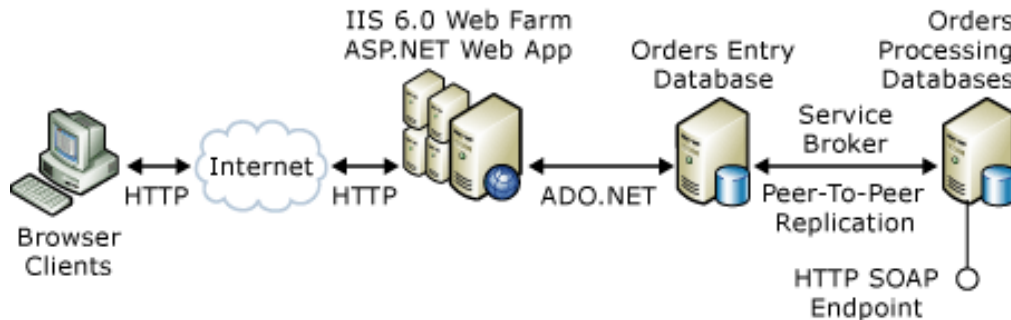 IIS 6.0 Web Farm
ASP.NET Web App
Orders Entry
Database
Orders
Processing
Databases
Service
Broker
Internet
HTTP
HTTP
ADO.NET
Peer-To-Peer
Replication
Browser
Clients
HTTP SOAP
Endpoint